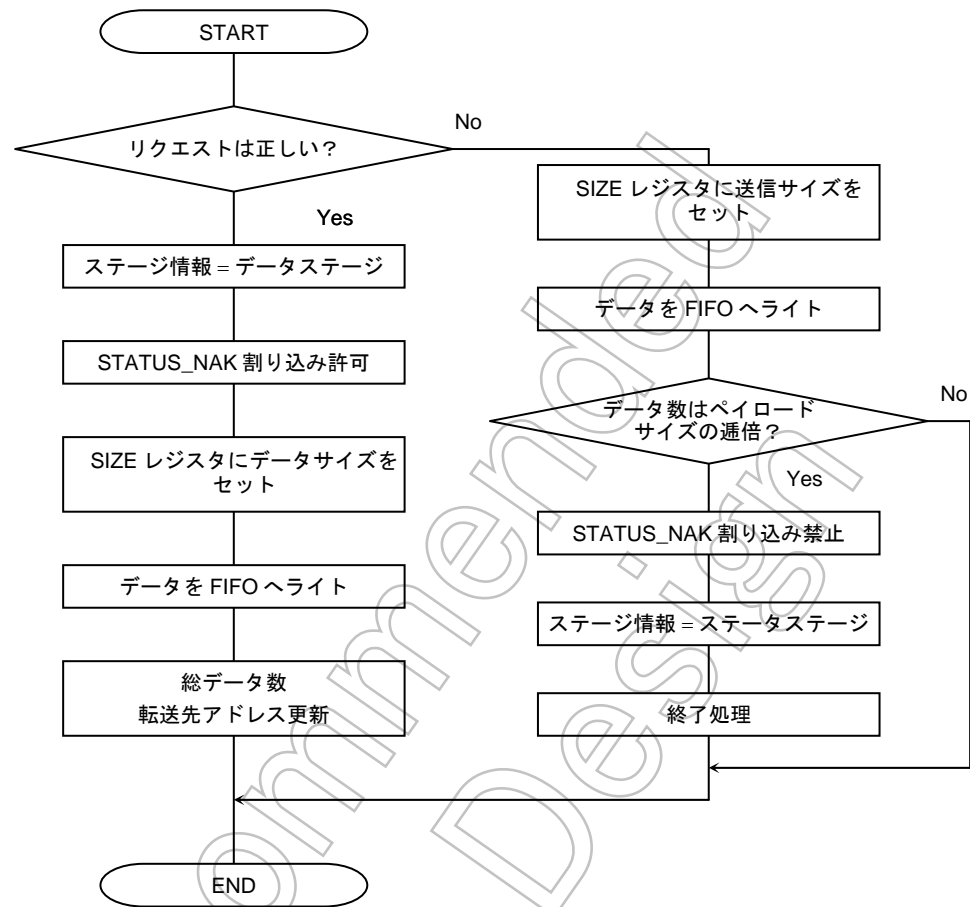 START
リクエストは正しい？
No
Yes
ステージ情報 = データステージ
STATUS_NAK 割り込み許可
SIZE レジスタにデータサイズを
セット
データを FIFO へライト
総データ数
転送先アドレス更新
END
SIZE レジスタに送信サイズを
セット
データを FIFO へライト
データ数はペイロード
サイズの逓倍？
No
Yes
STATUS_NAK 割り込み禁止
ステージ情報 = ステータステージ
終了処理
ommended
Design